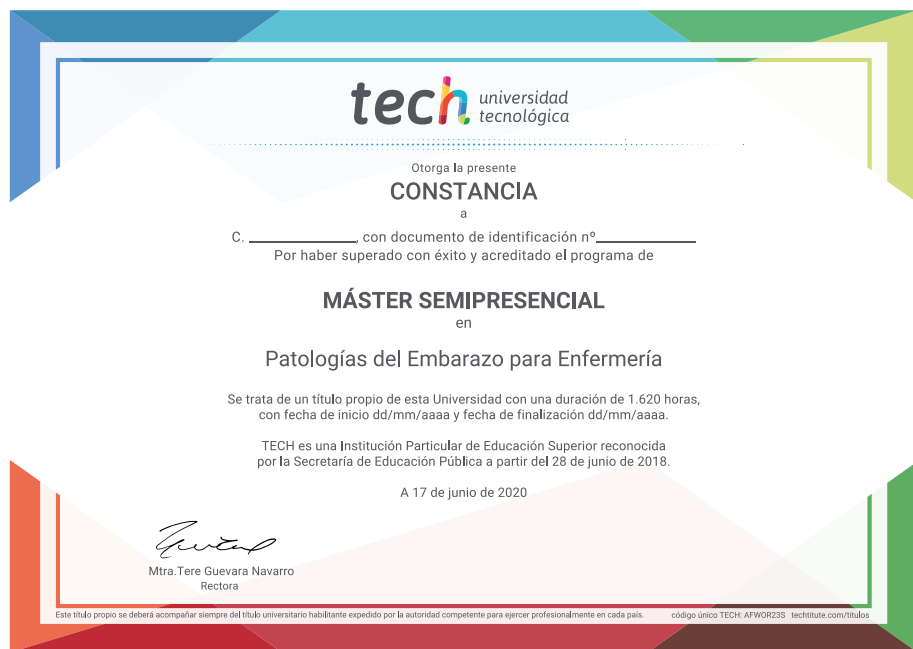 tech universidad
tecnológica
Otorga la presente
CONSTANCIA
a
C. ____________, con documento de identificación nº___________
Por haber superado con éxito y acreditado el programa de
MÁSTER SEMIPRESENCIAL
en
Patologías del Embarazo para Enfermería
Se trata de un título propio de esta Universidad con una duración de 1.620 horas,
con fecha de inicio dd/mm/aaaa y fecha de finalización dd/mm/aaaa.
TECH es una Institución Particular de Educación Superior reconocida
por la Secretaría de Educación Pública a partir del 28 de junio de 2018.
A 17 de junio de 2020
Mtra.Tere Guevara Navarro
Rectora
Este título propio se deberá acompañar siempre del título universitario habilitante expedido por la autoridad competente para ejercer profesionalmente en cada país. código único TECH: AFWOR23S techtitute.com/titulos